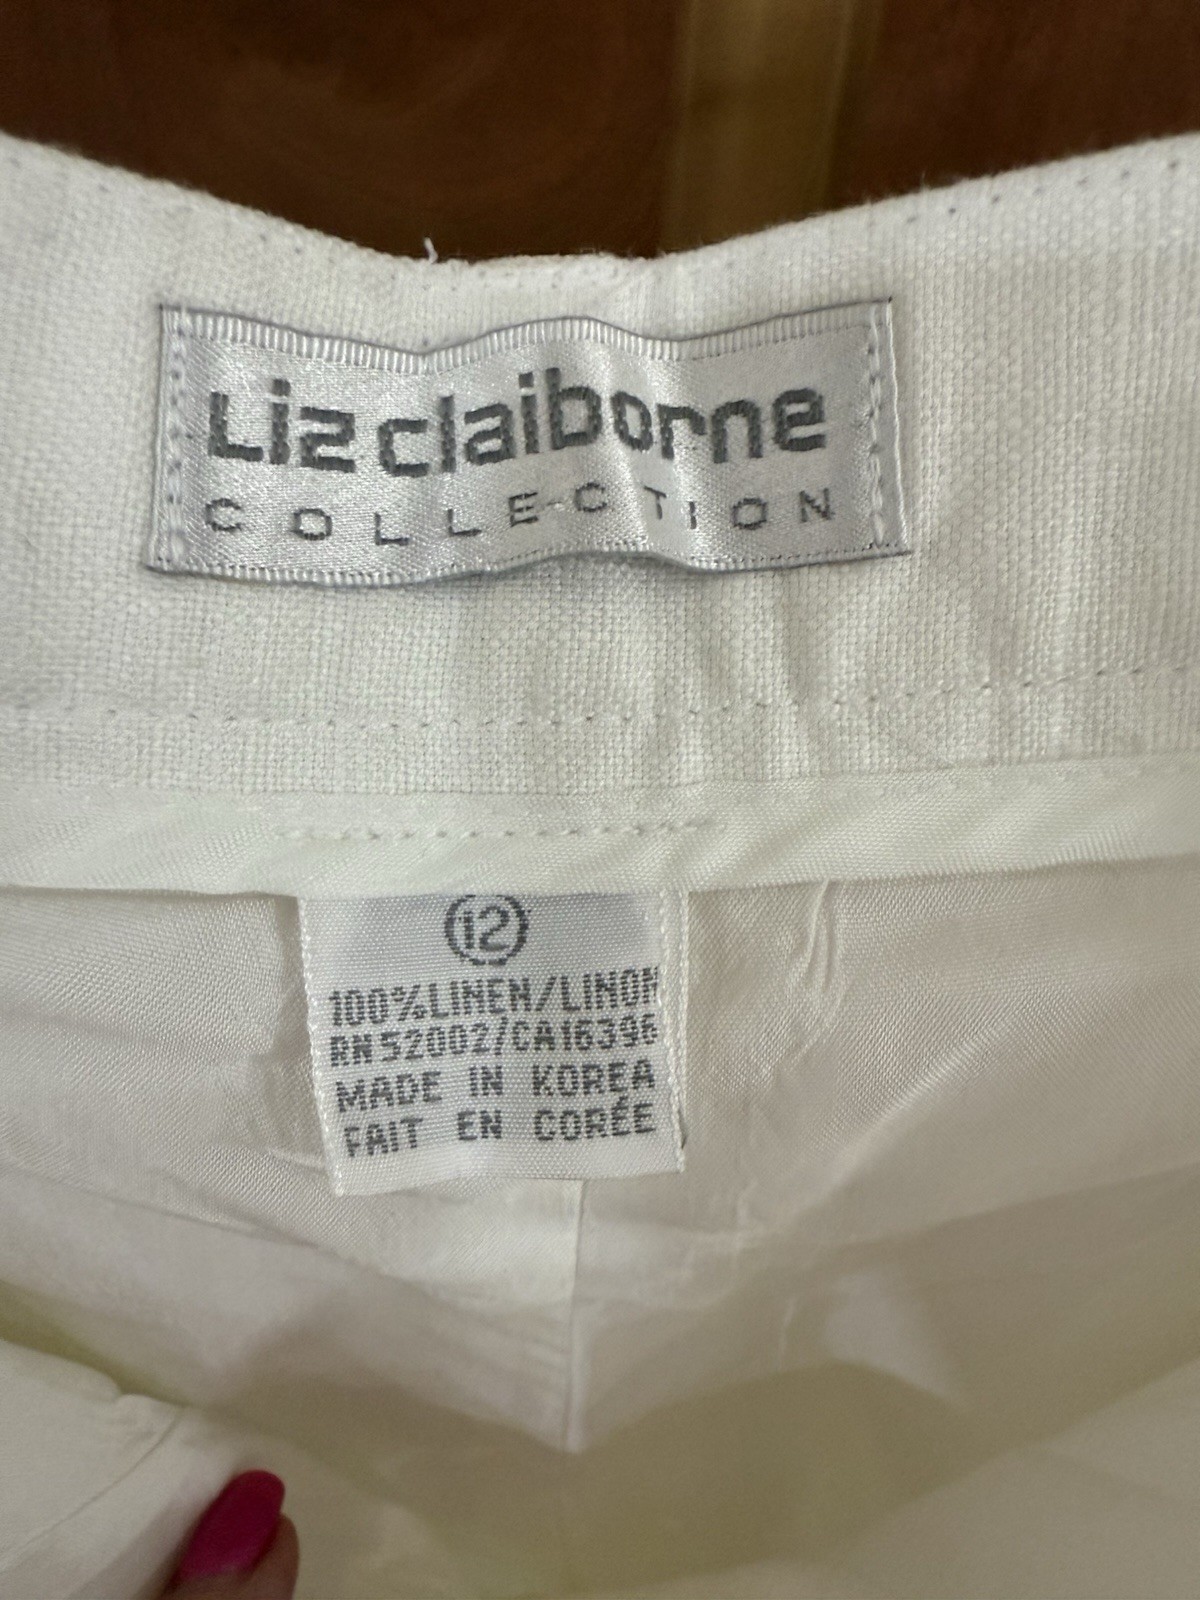 Liz claiborne
COLLECTION
12
100%LINEN/LINON
RN52002/CA16396
MADE IN KOREA
FAIT EN CORÉE